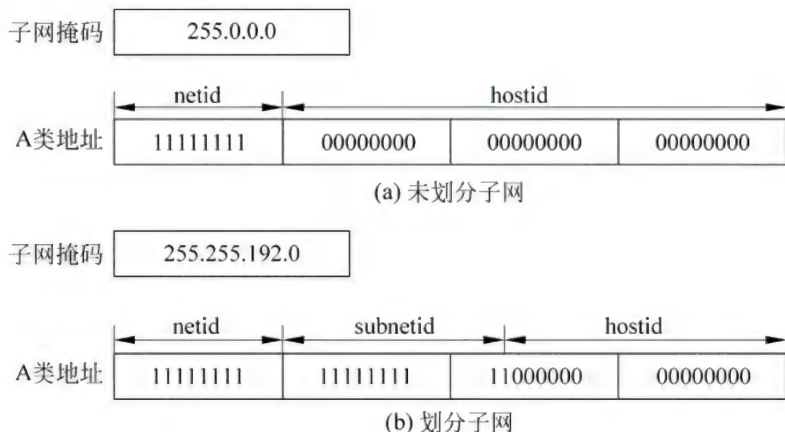 子网掩码 255.0.0.0
netid hostid
A类地址 11111111 00000000 00000000 00000000
(a) 未划分子网
子网掩码 255.255.192.0
netid subnetid hostid
A类地址 11111111 11111111 11000000 00000000
(b) 划分子网